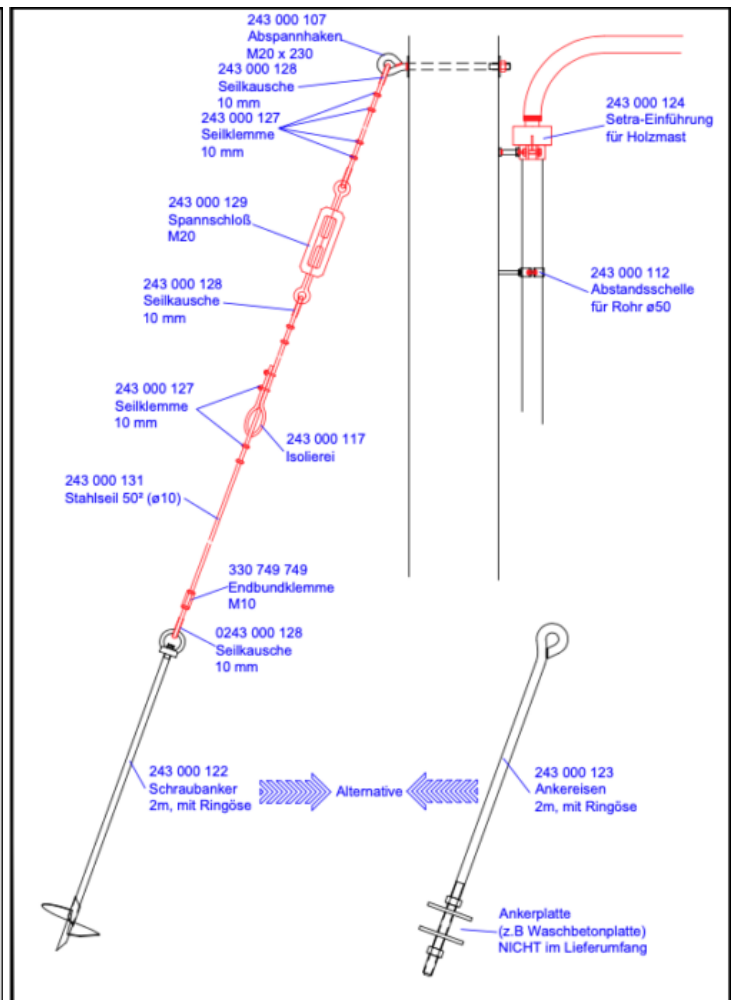 243 000 107
Abspannhaken
M20 x 230
243 000 128
Seilkausche
10 mm
243 000 127
Seilklemme
10 mm
243 000 124
Setra-Einführung
für Holzmast
243 000 129
Spannschloß
M20
243 000 128
Seilkausche
10 mm
243 000 112
Abstandsschelle
für Rohr ø50
243 000 127
Seilklemme
10 mm
243 000 117
Isolierei
243 000 131
Stahlseil 50² (ø10)
330 749 749
Endbundklemme
M10
0243 000 128
Seilkausche
10 mm
243 000 122
Schraubanker
2m, mit Ringöse
Alternative
243 000 123
Ankereisen
2m, mit Ringöse
Ankerplatte
(z.B Waschbetonplatte)
NICHT im Lieferumfang